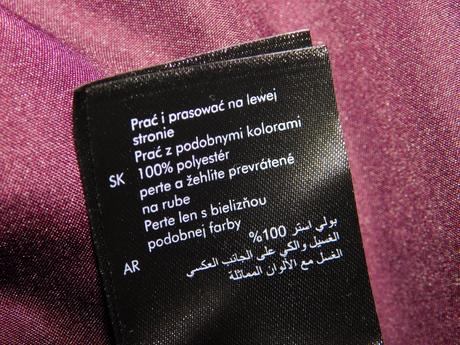 Prać i prasować na lewej
stronie
Prać z podobnymi kolorami
SK 100% polyestér
perte a žehlite prevrátené
na rube
Perte len s bielizňou
podobnej farby
AR بولي استر 100%
الغسيل والكي على الجانب العكسي
الغسل مع الألوان المماثلة